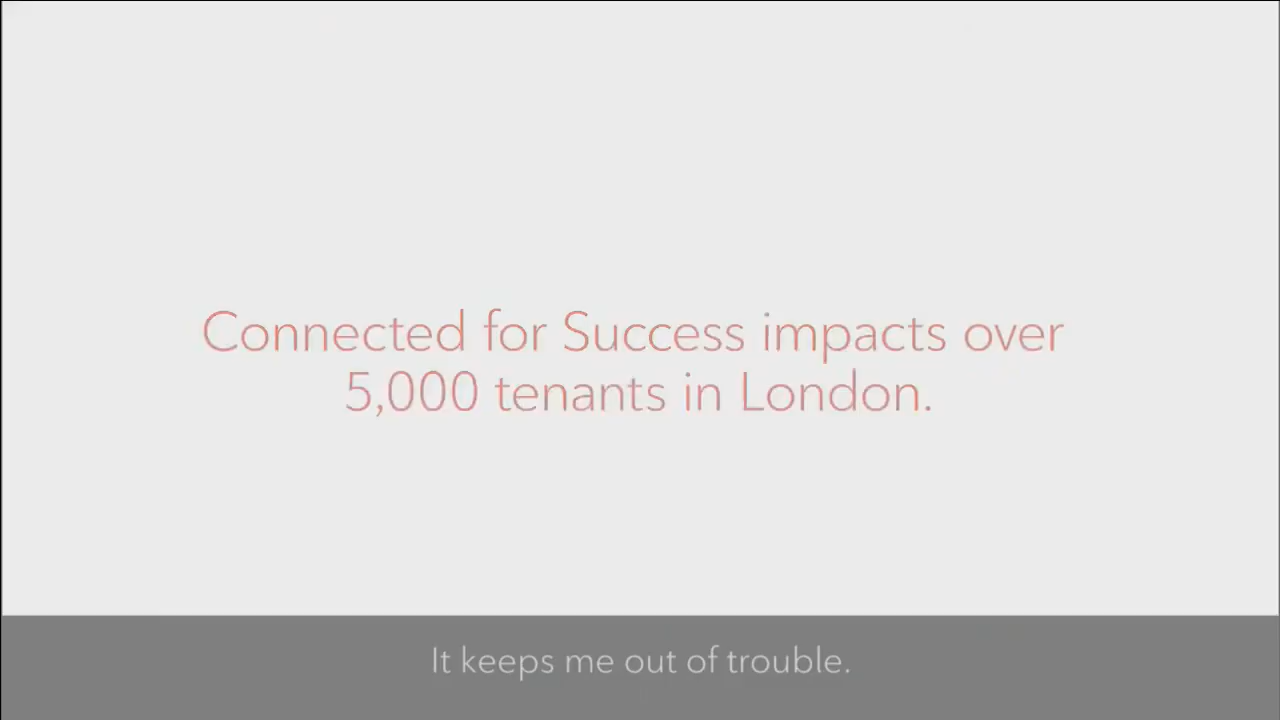 Connected for Success impacts over
5,000 tenants in London.
It keeps me out of trouble.